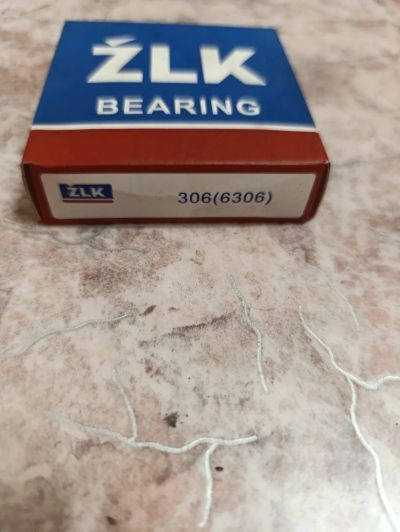 ŽLK
BEARING
ŽLK
306(6306)